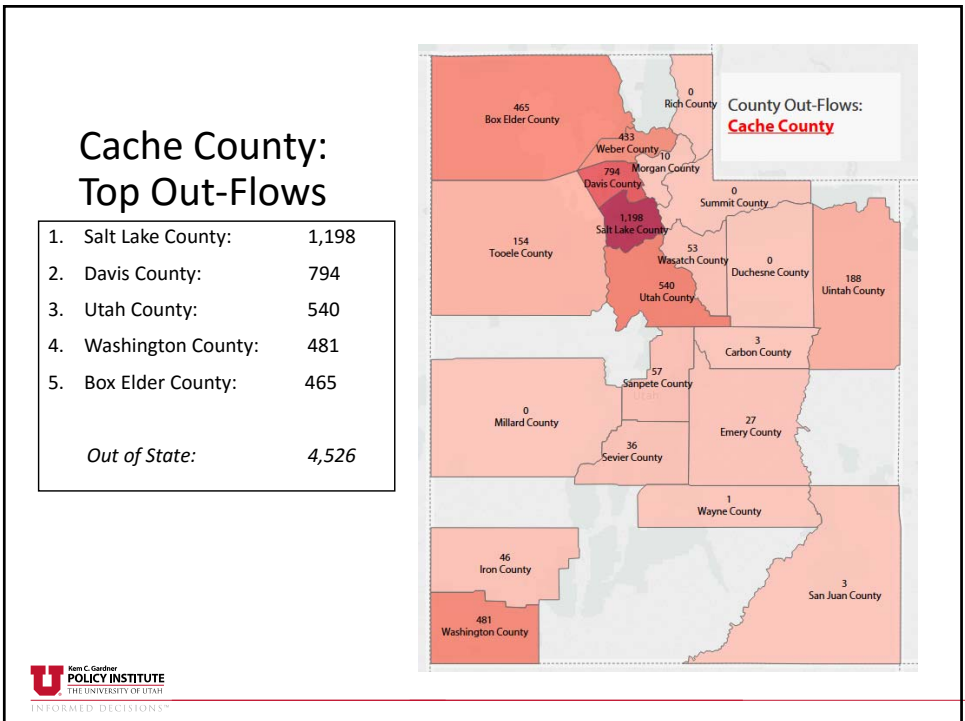 Cache County:
Top Out-Flows
1. Salt Lake County: 1,198
2. Davis County: 794
3. Utah County: 540
4. Washington County: 481
5. Box Elder County: 465
Out of State: 4,526
County Out-Flows:
Cache County
0
Rich County
465
Box Elder County
433
Weber County
10
Morgan County
794
Davis County
0
Summit County
1,198
Salt Lake County
154
Tooele County
53
Wasatch County
0
Duchesne County
188
Uintah County
540
Utah County
3
Carbon County
57
Sanpete County
Utah
0
Millard County
27
Emery County
36
Sevier County
1
Wayne County
46
Iron County
3
San Juan County
481
Washington County
U
Kem C. Gardner
POLICY INSTITUTE
THE UNIVERSITY OF UTAH
INFORMED DECISIONS™